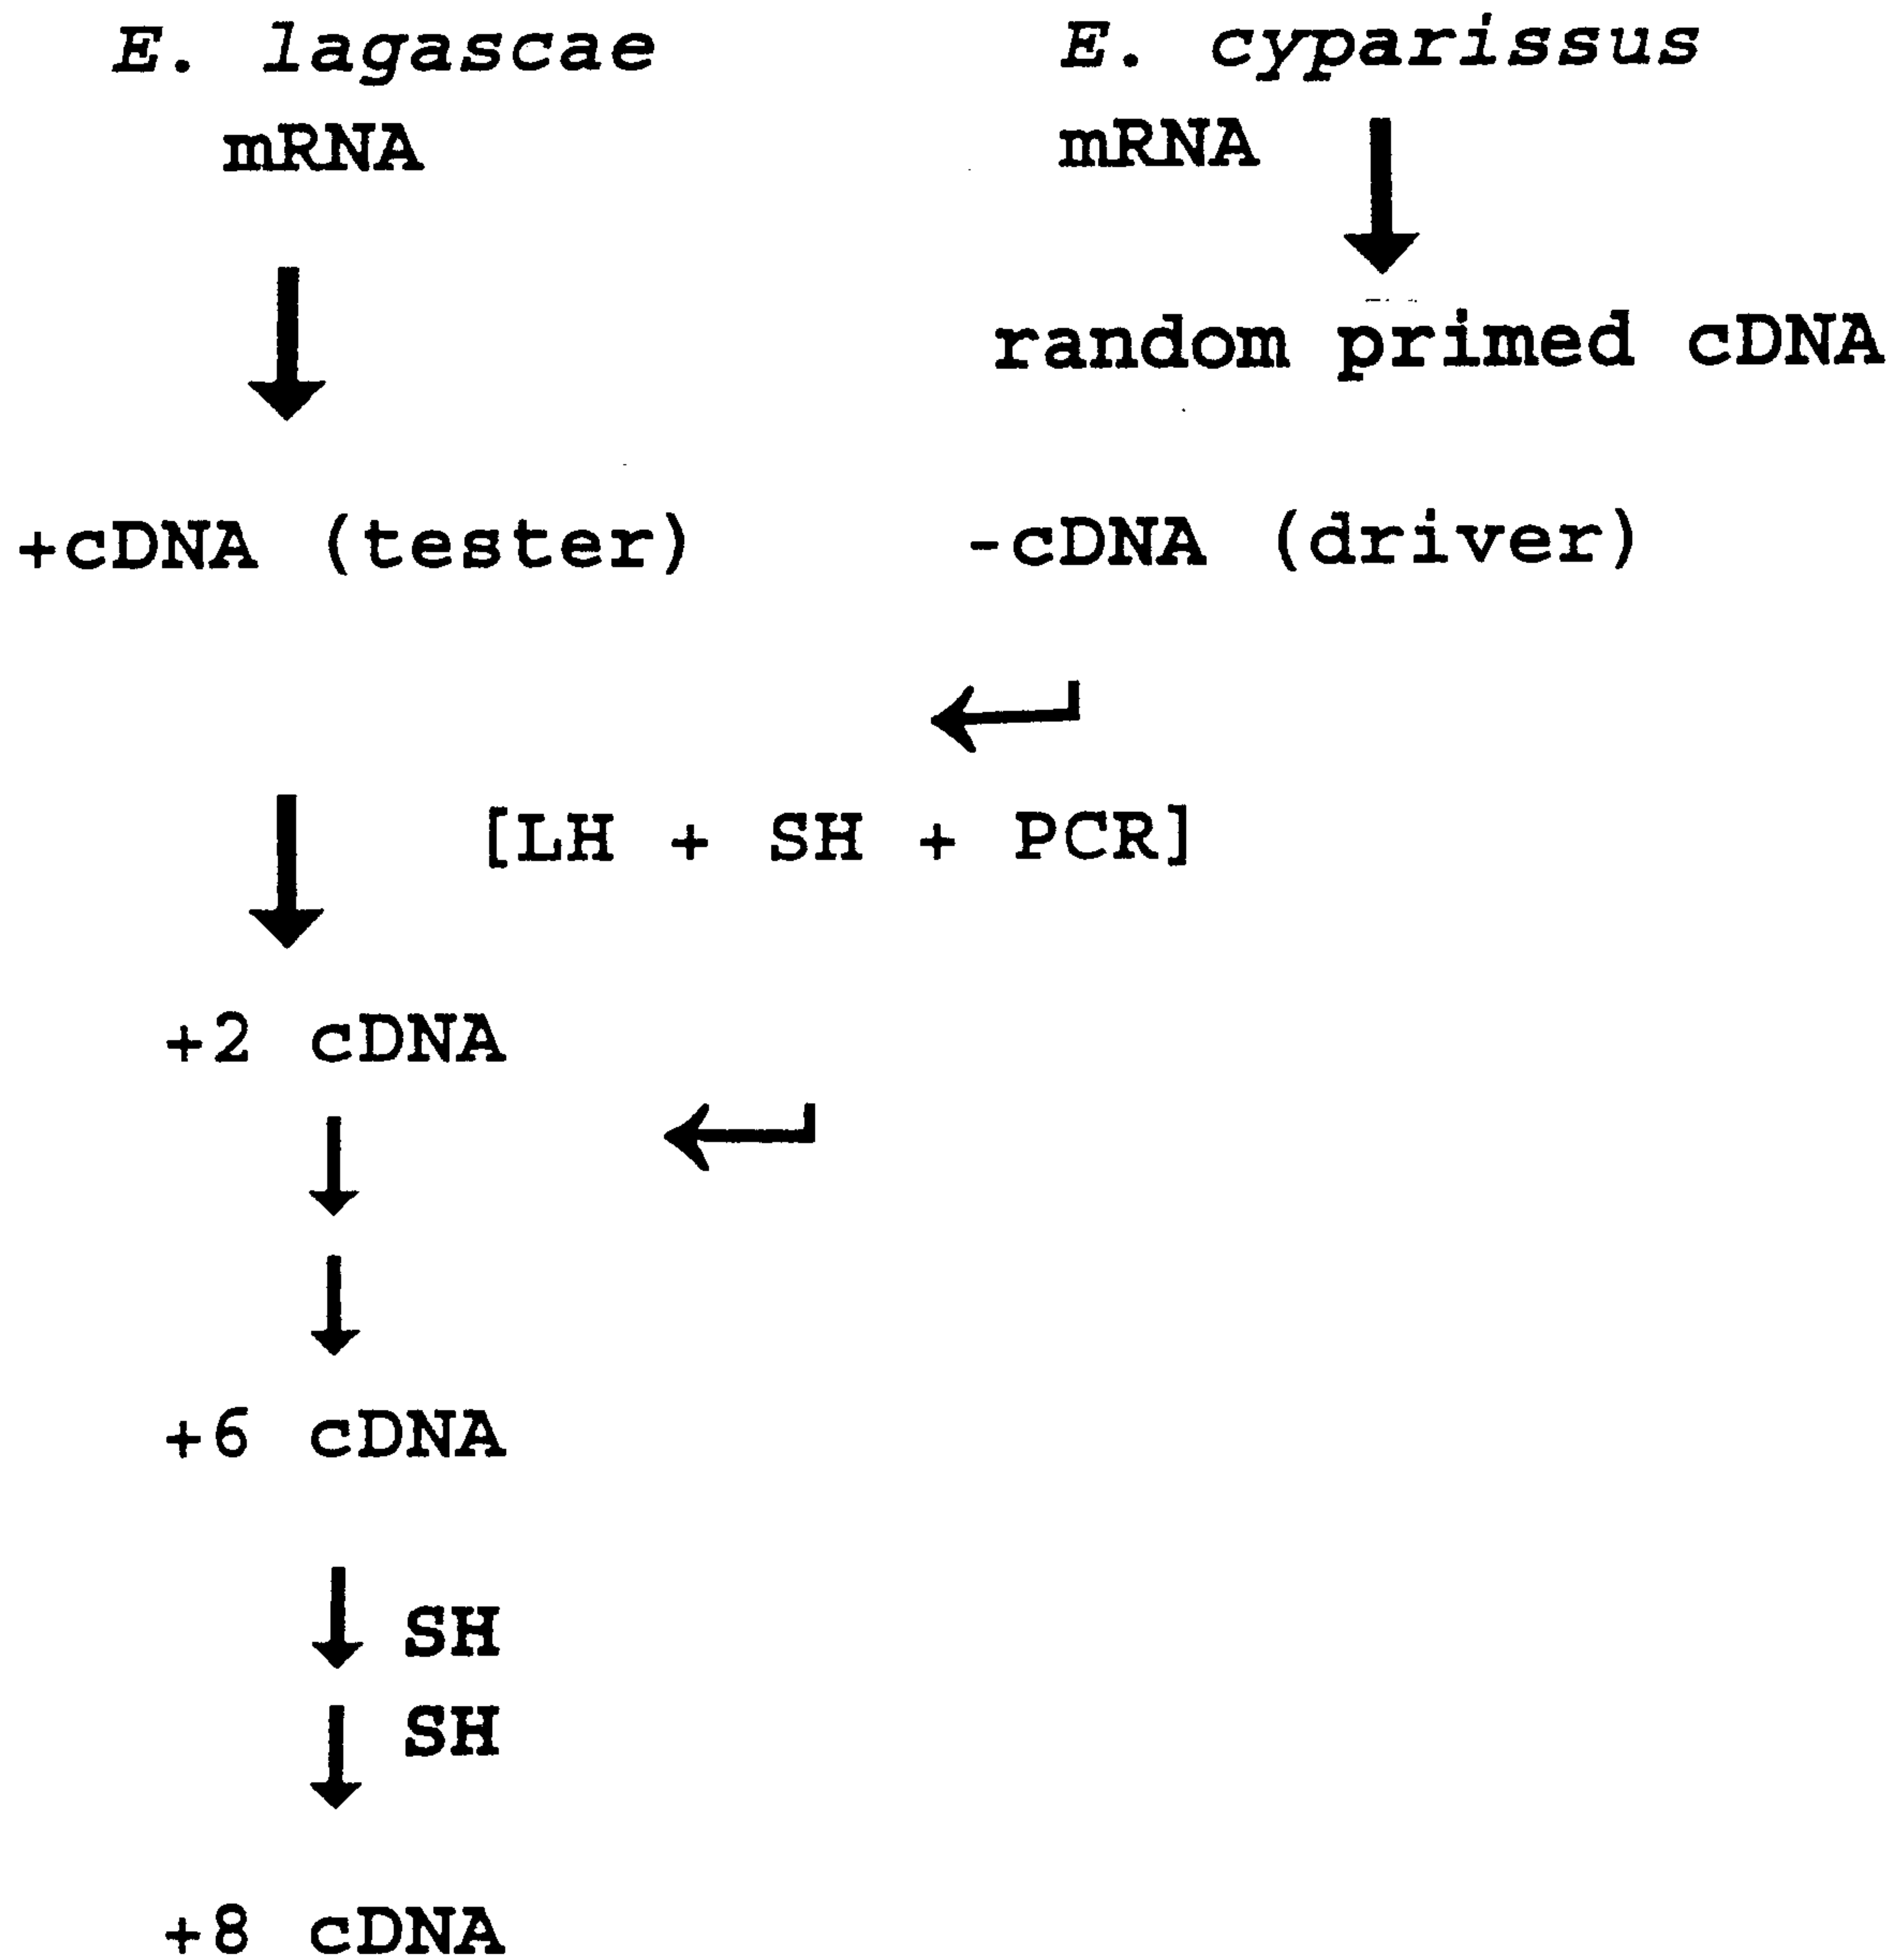 E. lagascae
mRNA
E. cyparissus
mRNA
random primed cDNA
+cDNA (tester)
-cDNA (driver)
[LH + SH + PCR]
+2 cDNA
+6 cDNA
SH
SH
+8 cDNA